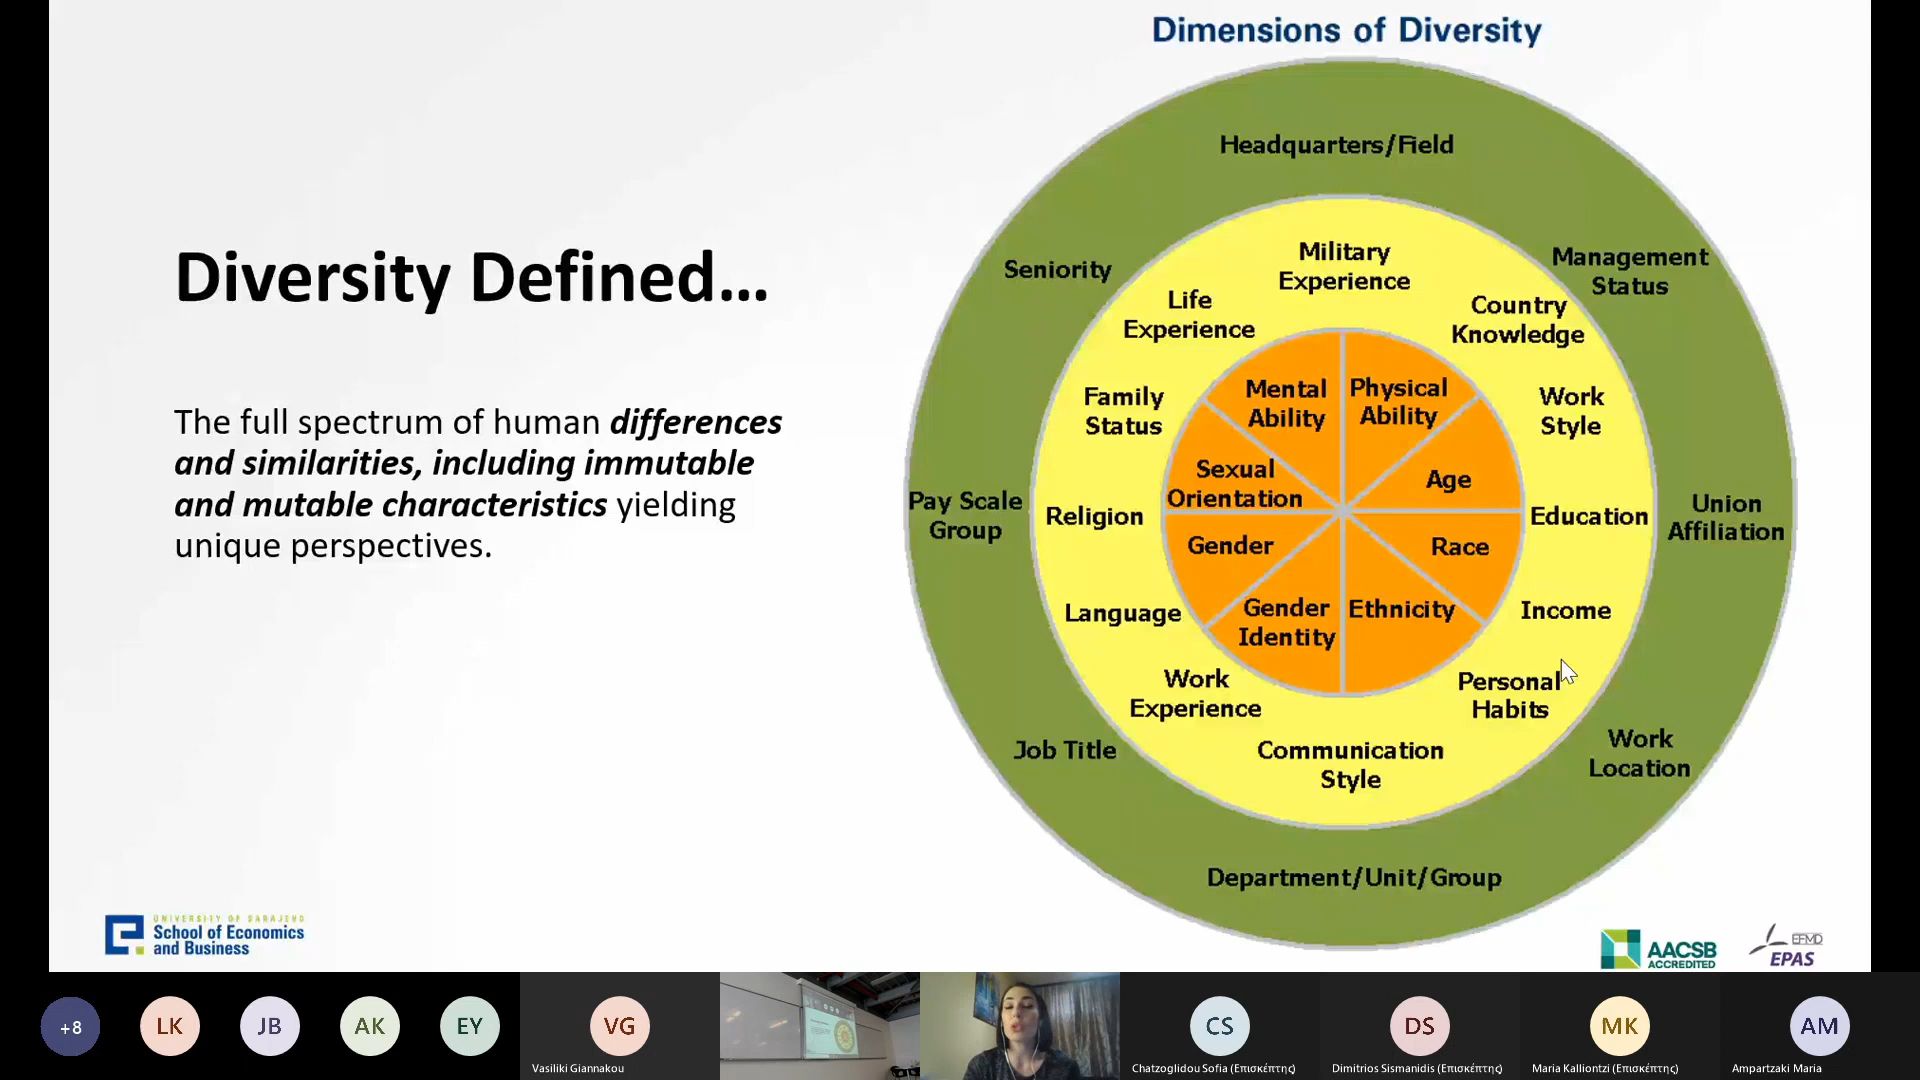 Dimensions of Diversity
Diversity Defined...
The full spectrum of human differences
and similarities, including immutable
and mutable characteristics yielding
unique perspectives.
Headquarters/Field
Seniority
Management
Status
Pay Scale
Group
Union
Affiliation
Job Title
Work
Location
Department/Unit/Group
Military
Experience
Life
Experience
Country
Knowledge
Family
Status
Work
Style
Religion
Education
Language
Income
Work
Experience
Personal
Habits
Communication
Style
Mental
Ability
Physical
Ability
Sexual
Orientation
Age
Gender
Race
Gender
Identity
Ethnicity
UNIVERSITY OF SARAJEVO
School of Economics
and Business
AACSB
ACCREDITED
EFMD
EPAS
+8
LK
JB
AK
EY
VG
Vasiliki Giannakou
CS
Chatzoglidou Sofia (Επισκέπτης)
DS
Dimitrios Sismanidis (Επισκέπτης)
MK
Maria Kalliontzi (Επισκέπτης)
AM
Ampartzaki Maria